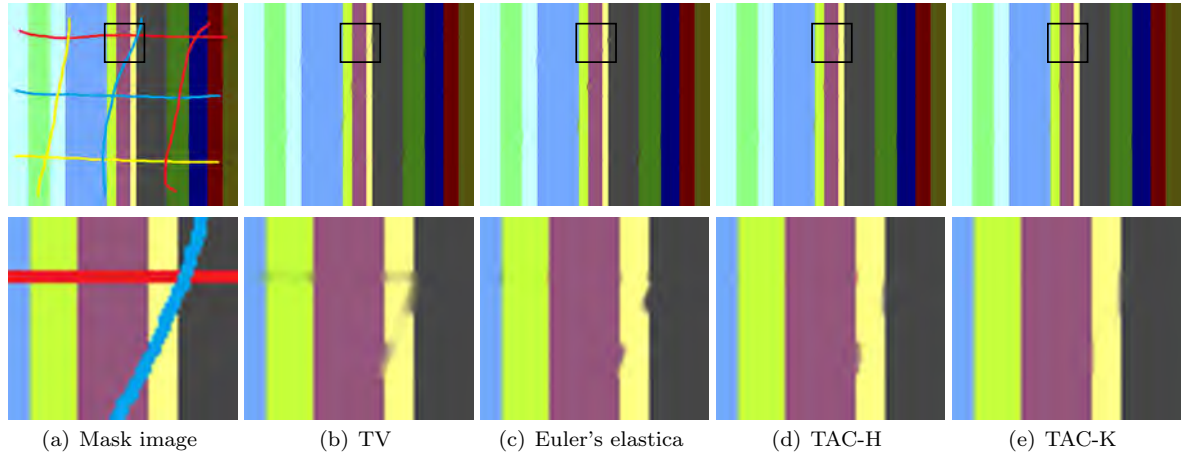 (a) Mask image
(b) TV
(c) Euler's elastica
(d) TAC-H
(e) TAC-K